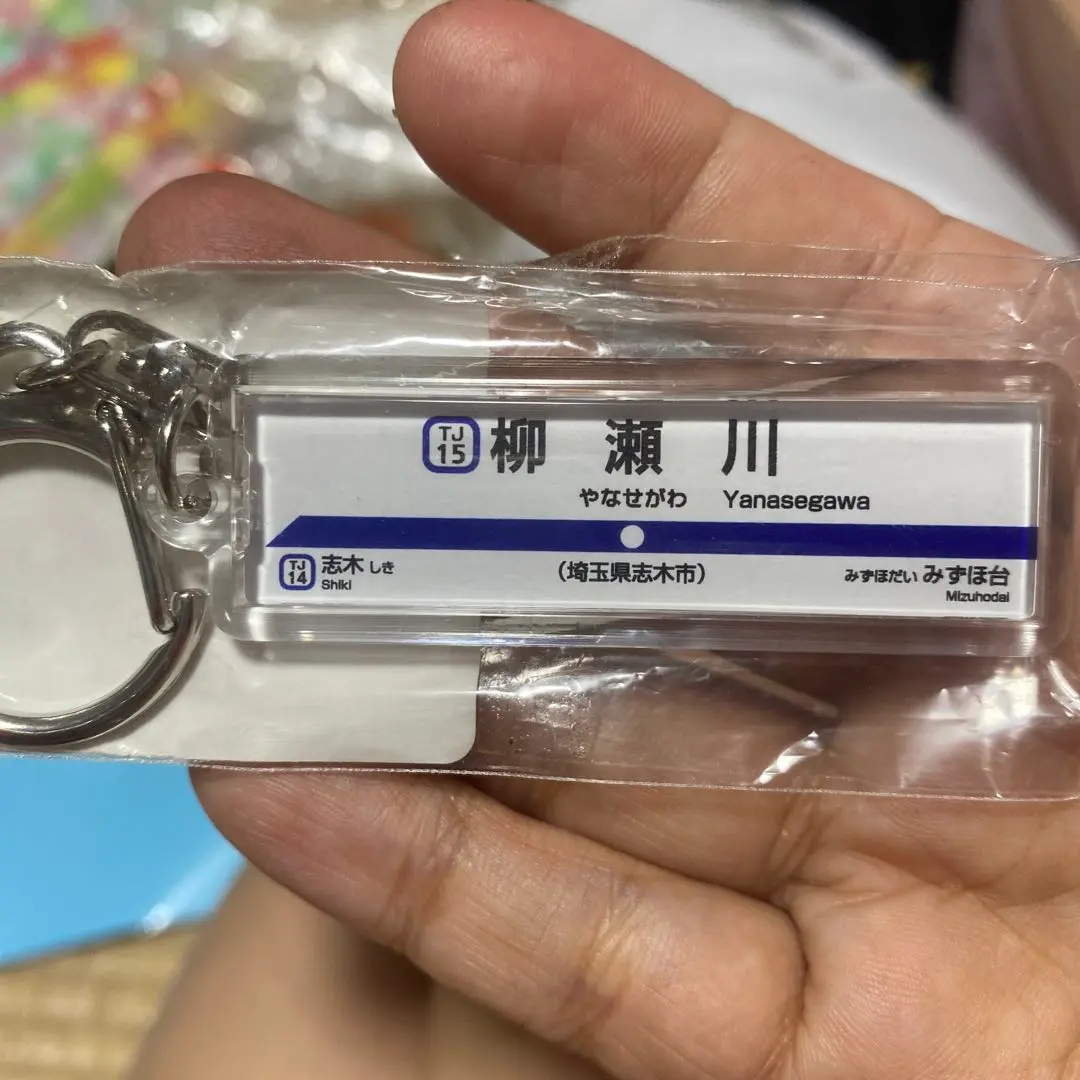 TJ 15 柳瀬川
やなせがわ Yanasegawa
TJ 14 志木 しき
Shiki
(埼玉県志木市)
みずほだい みずほ台
Mizuhodai